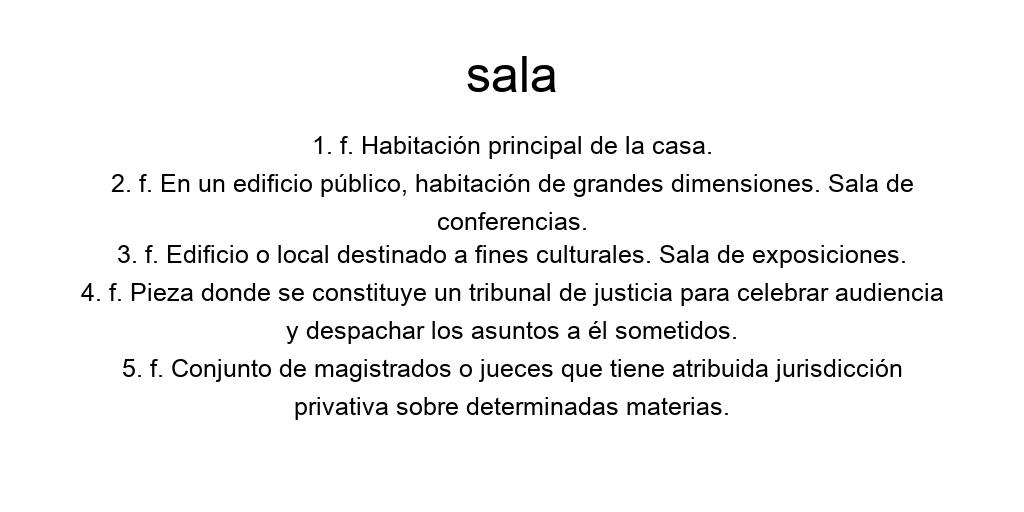 sala
1. f. Habitación principal de la casa.
2. f. En un edificio público, habitación de grandes dimensiones. Sala de
conferencias.
3. f. Edificio o local destinado a fines culturales. Sala de exposiciones.
4. f. Pieza donde se constituye un tribunal de justicia para celebrar audiencia
y despachar los asuntos a él sometidos.
5. f. Conjunto de magistrados o jueces que tiene atribuida jurisdicción
privativa sobre determinadas materias.